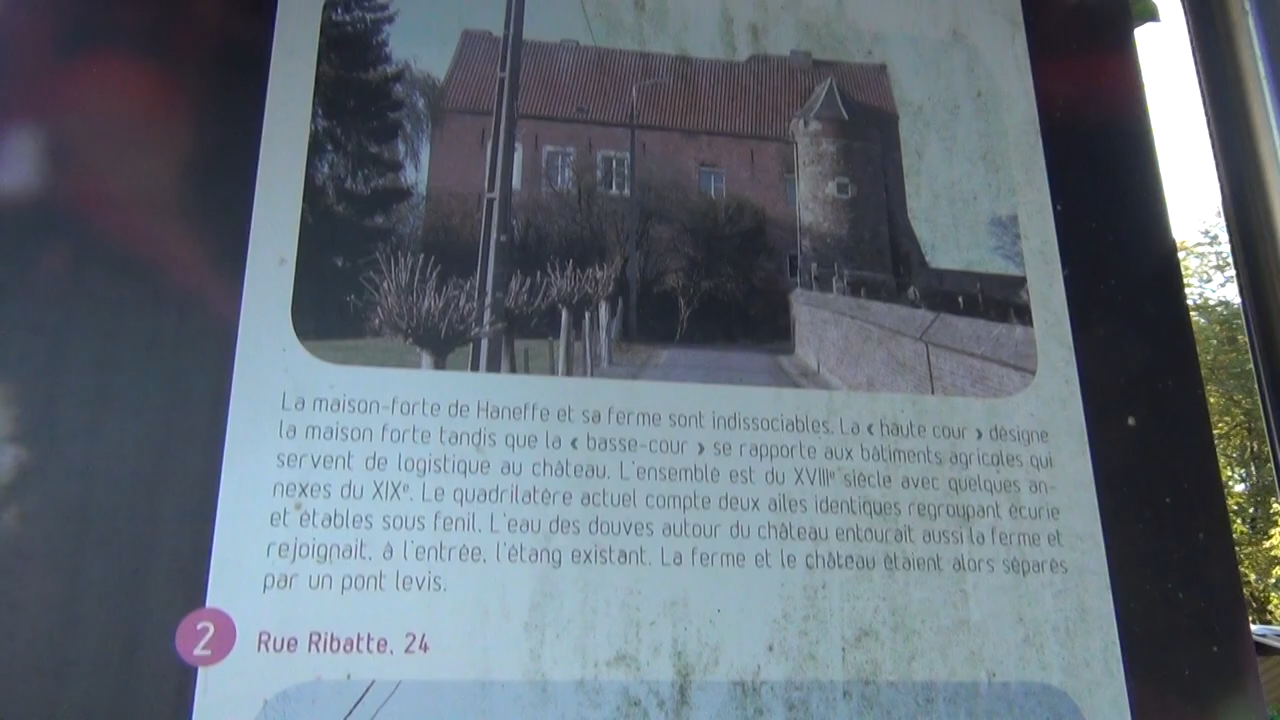 La maison-forte de Haneffe et sa ferme sont indissociables. La ‹ haute cour › désigne
la maison forte tandis que la ‹ basse-cour › se rapporte aux bâtiments agricoles qui
servent de logistique au château. L'ensemble est du XVIIIᵉ siècle avec quelques an-
nexes du XIXᵉ. Le quadrilatère actuel compte deux ailes identiques regroupant écurie
et étables sous fenil. L'eau des douves autour du château entourait aussi la ferme et
rejoignait, à l'entrée, l'étang existant. La ferme et le château étaient alors séparés
par un pont levis.
2 Rue Ribatte, 24